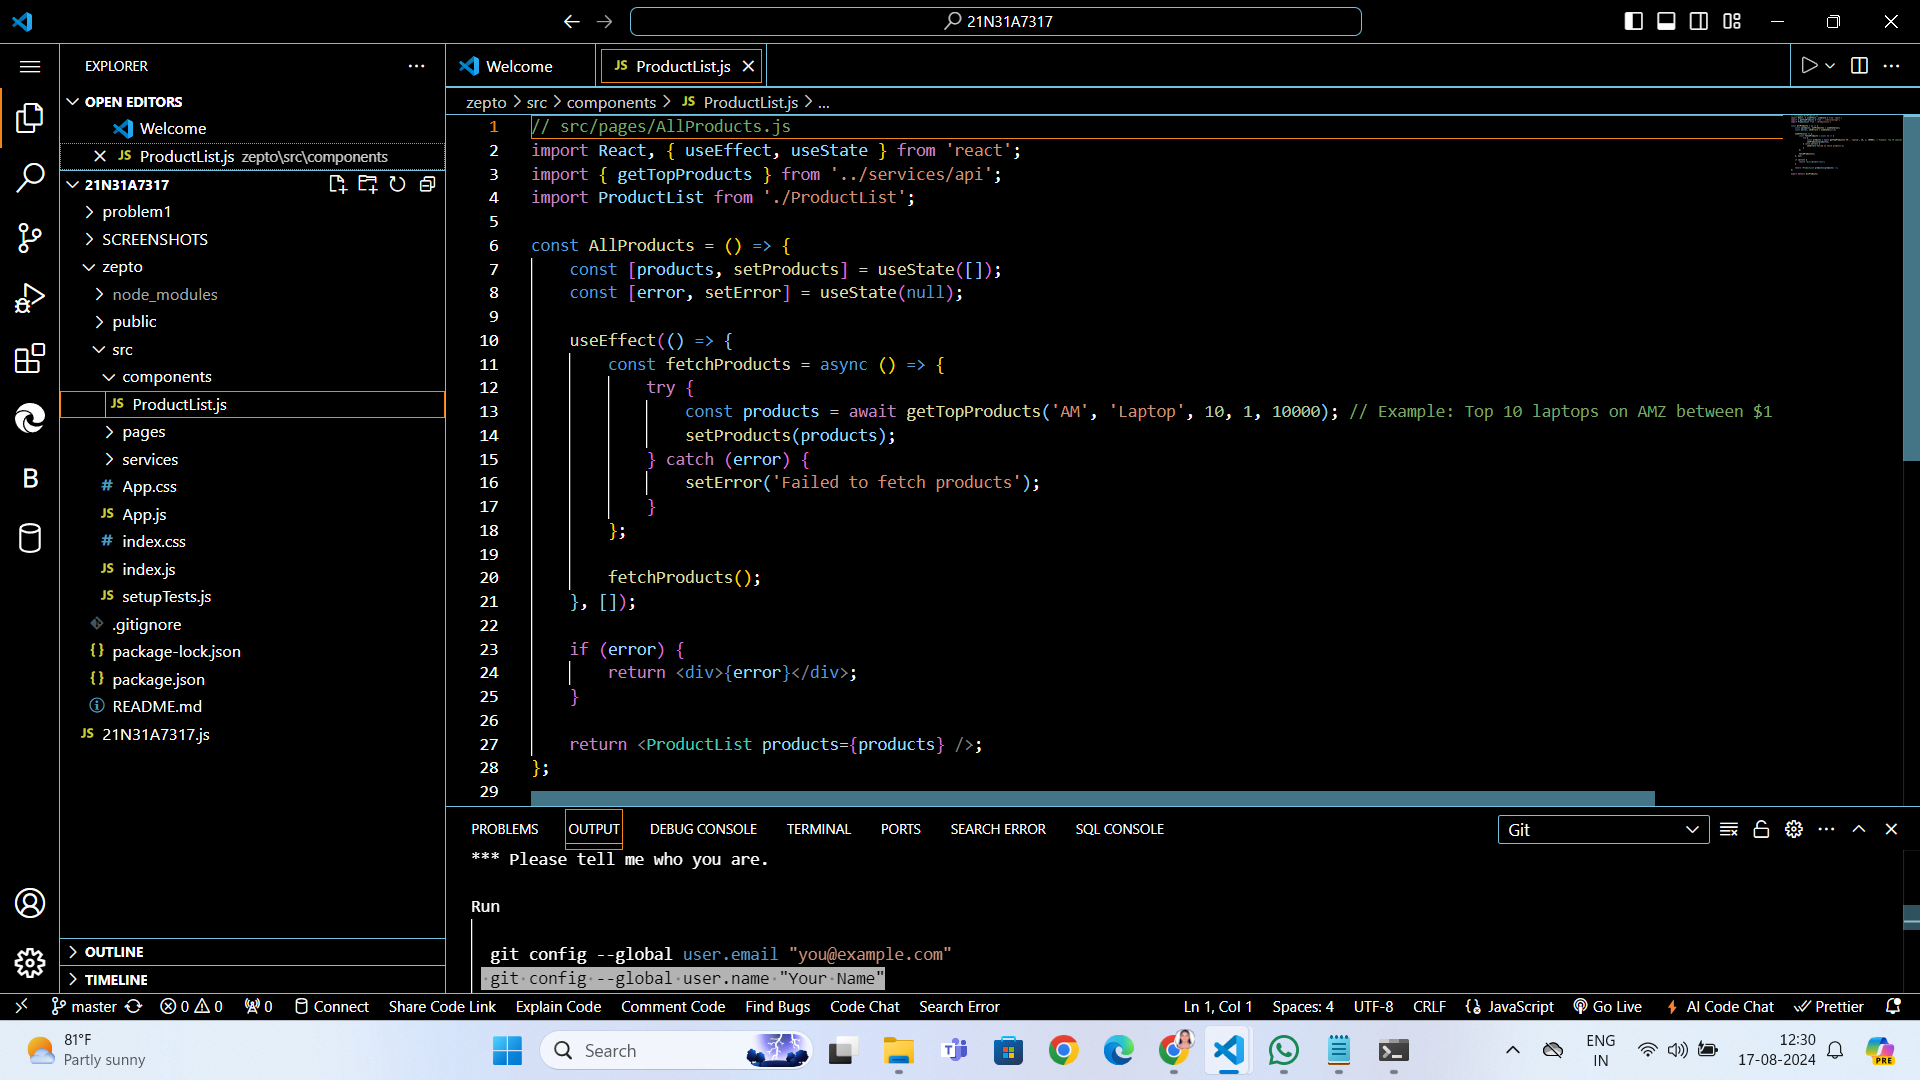 21N31A7317
EXPLORER
OPEN EDITORS
Welcome
JS ProductList.js zepto\src\components
21N31A7317
problem1
SCREENSHOTS
zepto
node_modules
public
src
components
JS ProductList.js
pages
services
# App.css
JS App.js
# index.css
JS index.js
JS setupTests.js
.gitignore
{} package-lock.json
{} package.json
README.md
JS 21N31A7317.js
OUTLINE
TIMELINE
Welcome
JS ProductList.js
zepto > src > components > JS ProductList.js > ...
1 // src/pages/AllProducts.js
2 import React, { useEffect, useState } from 'react';
3 import { getTopProducts } from '../services/api';
4 import ProductList from './ProductList';
5
6 const AllProducts = () => {
7 const [products, setProducts] = useState([]);
8 const [error, setError] = useState(null);
9
10 useEffect(() => {
11 const fetchProducts = async () => {
12 try {
13 const products = await getTopProducts('AM', 'Laptop', 10, 1, 10000); // Example: Top 10 laptops on AMZ between $1
14 setProducts(products);
15 } catch (error) {
16 setError('Failed to fetch products');
17 }
18 };
19
20 fetchProducts();
21 }, []);
22
23 if (error) {
24 return <div>{error}</div>;
25 }
26
27 return <ProductList products={products} />;
28 };
29
PROBLEMS OUTPUT DEBUG CONSOLE TERMINAL PORTS SEARCH ERROR SQL CONSOLE Git
*** Please tell me who you are.
Run
git config --global user.email "you@example.com"
git config --global user.name "Your Name"
master 0 0 0 Connect Share Code Link Explain Code Comment Code Find Bugs Code Chat Search Error Ln 1, Col 1 Spaces: 4 UTF-8 CRLF {} JavaScript Go Live AI Code Chat Prettier
81°F
Partly sunny
Search
ENG
IN
12:30
17-08-2024
PRE